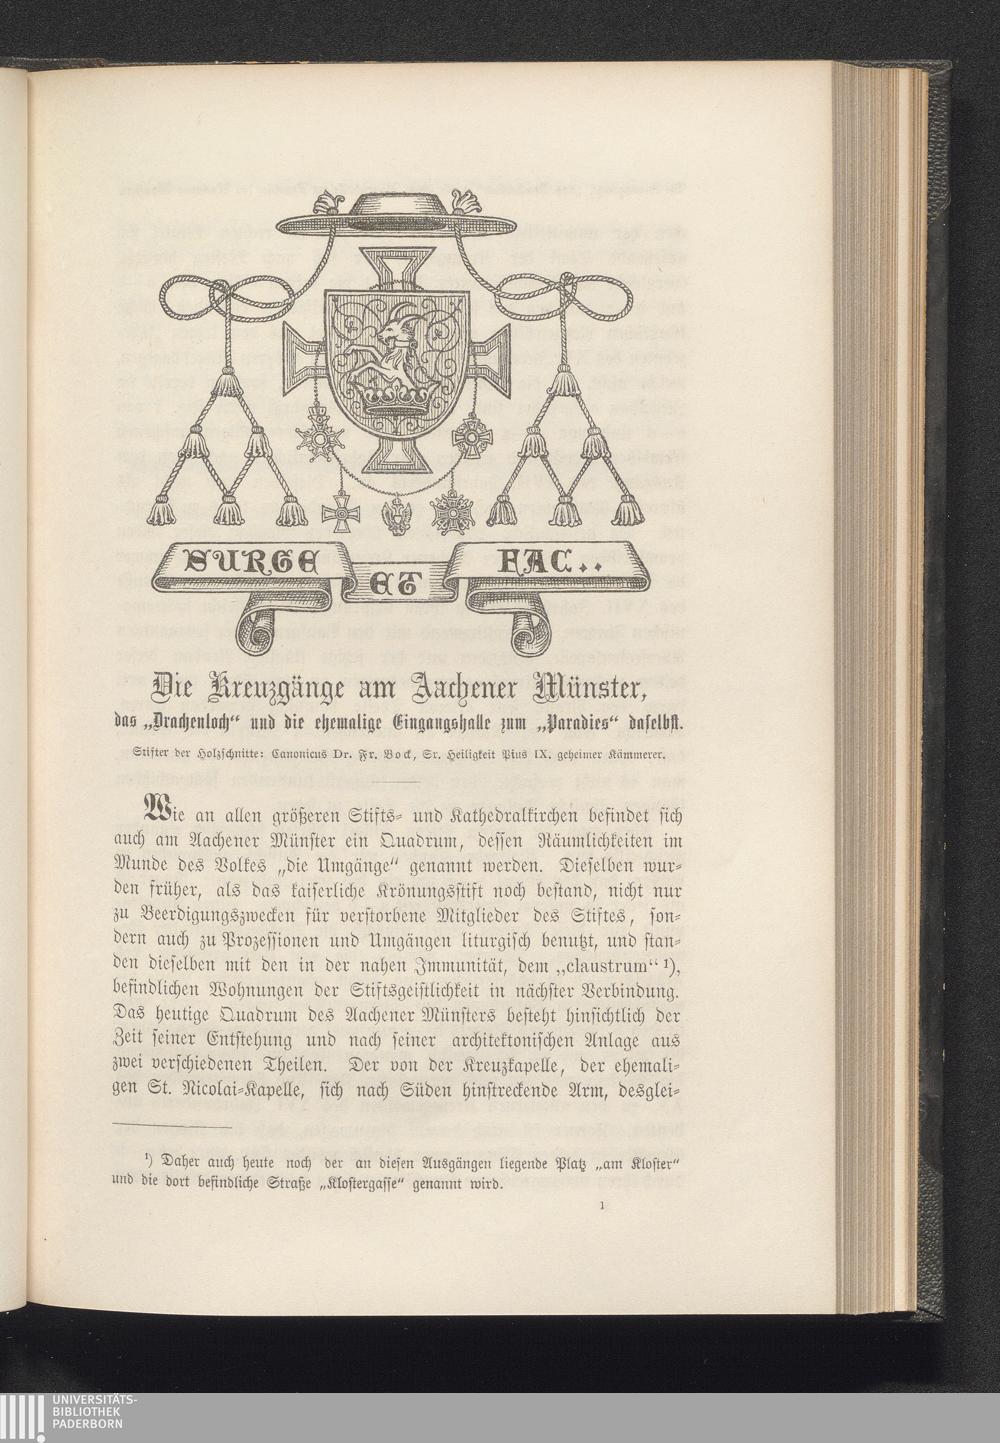 SURGE
ET
FAC..
Die Kreuzgänge am Aachener Münster,
das „Drachenloch“ und die ehemalige Eingangshalle zum „Paradies“ daselbst.
Stifter der Holzschnitte: Canonicus Dr. Fr. Bock, Sr. Heiligkeit Pius IX. geheimer Kämmerer.
Wie an allen größeren Stifts- und Kathedralkirchen befindet sich
auch am Aachener Münster ein Quadrum, dessen Räumlichkeiten im
Munde des Volkes „die Umgänge“ genannt werden. Dieselben wur-
den früher, als das kaiserliche Krönungsstift noch bestand, nicht nur
zu Beerdigungszwecken für verstorbene Mitglieder des Stiftes, son-
dern auch zu Prozessionen und Umgängen liturgisch benutzt, und stan-
den dieselben mit den in der nahen Immunität, dem „claustrum“ ¹),
befindlichen Wohnungen der Stiftsgeistlichkeit in nächster Verbindung.
Das heutige Quadrum des Aachener Münsters besteht hinsichtlich der
Zeit seiner Entstehung und nach seiner architektonischen Anlage aus
zwei verschiedenen Theilen. Der von der Kreuzkapelle, der ehemali-
gen St. Nicolai-Kapelle, sich nach Süden hinstreckende Arm, desglei-
¹) Daher auch heute noch der an diesen Ausgängen liegende Platz „am Kloster“
und die dort befindliche Straße „Klostergasse“ genannt wird.
1
UNIVERSITÄTS-
BIBLIOTHEK
PADERBORN